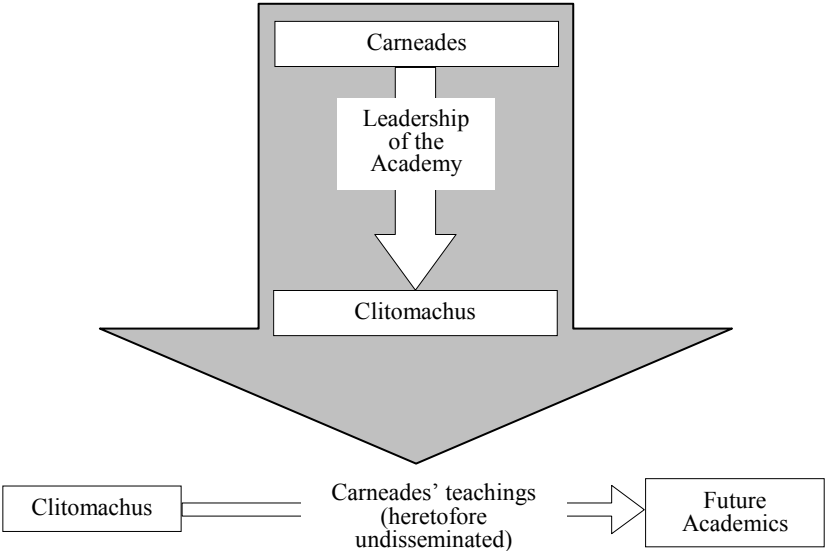 Carneades
Leadership
of the
Academy
Clitomachus
Clitomachus
Carneades’ teachings
(heretofore
undisseminated)
Future
Academics